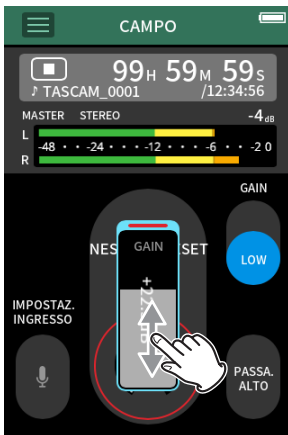 CAMPO
99H 59M 59S
♪ TASCAM_0001 /12:34:56
MASTER STEREO -4dB
L
-48 · · -24 · · · -12 · · · -6 · · -2 0
R
GAIN
NES GAIN SET
LOW
IMPOSTAZ.
INGRESSO
PASSA.
ALTO